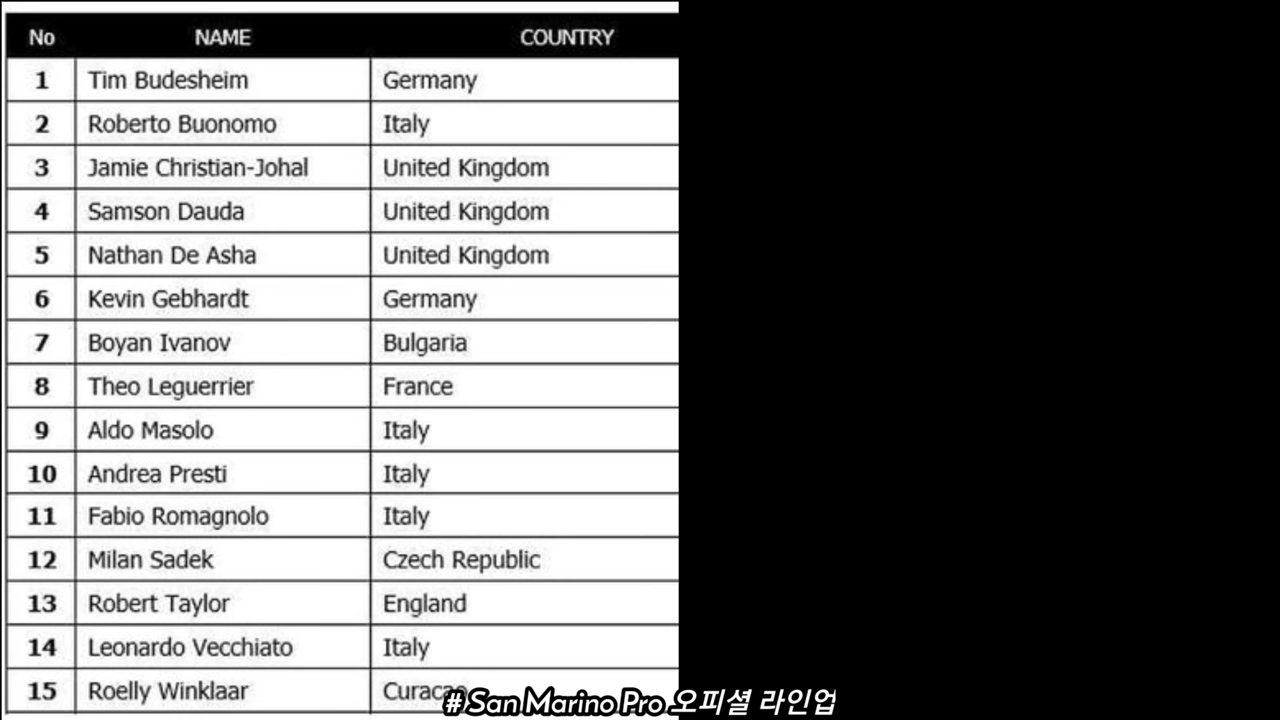 No NAME COUNTRY
1 Tim Budesheim Germany
2 Roberto Buonomo Italy
3 Jamie Christian-Johal United Kingdom
4 Samson Dauda United Kingdom
5 Nathan De Asha United Kingdom
6 Kevin Gebhardt Germany
7 Boyan Ivanov Bulgaria
8 Theo Leguerrier France
9 Aldo Masolo Italy
10 Andrea Presti Italy
11 Fabio Romagnolo Italy
12 Milan Sadek Czech Republic
13 Robert Taylor England
14 Leonardo Vecchiato Italy
15 Roelly Winklaar Curacao
# San Marino Pro 오피셜 라인업